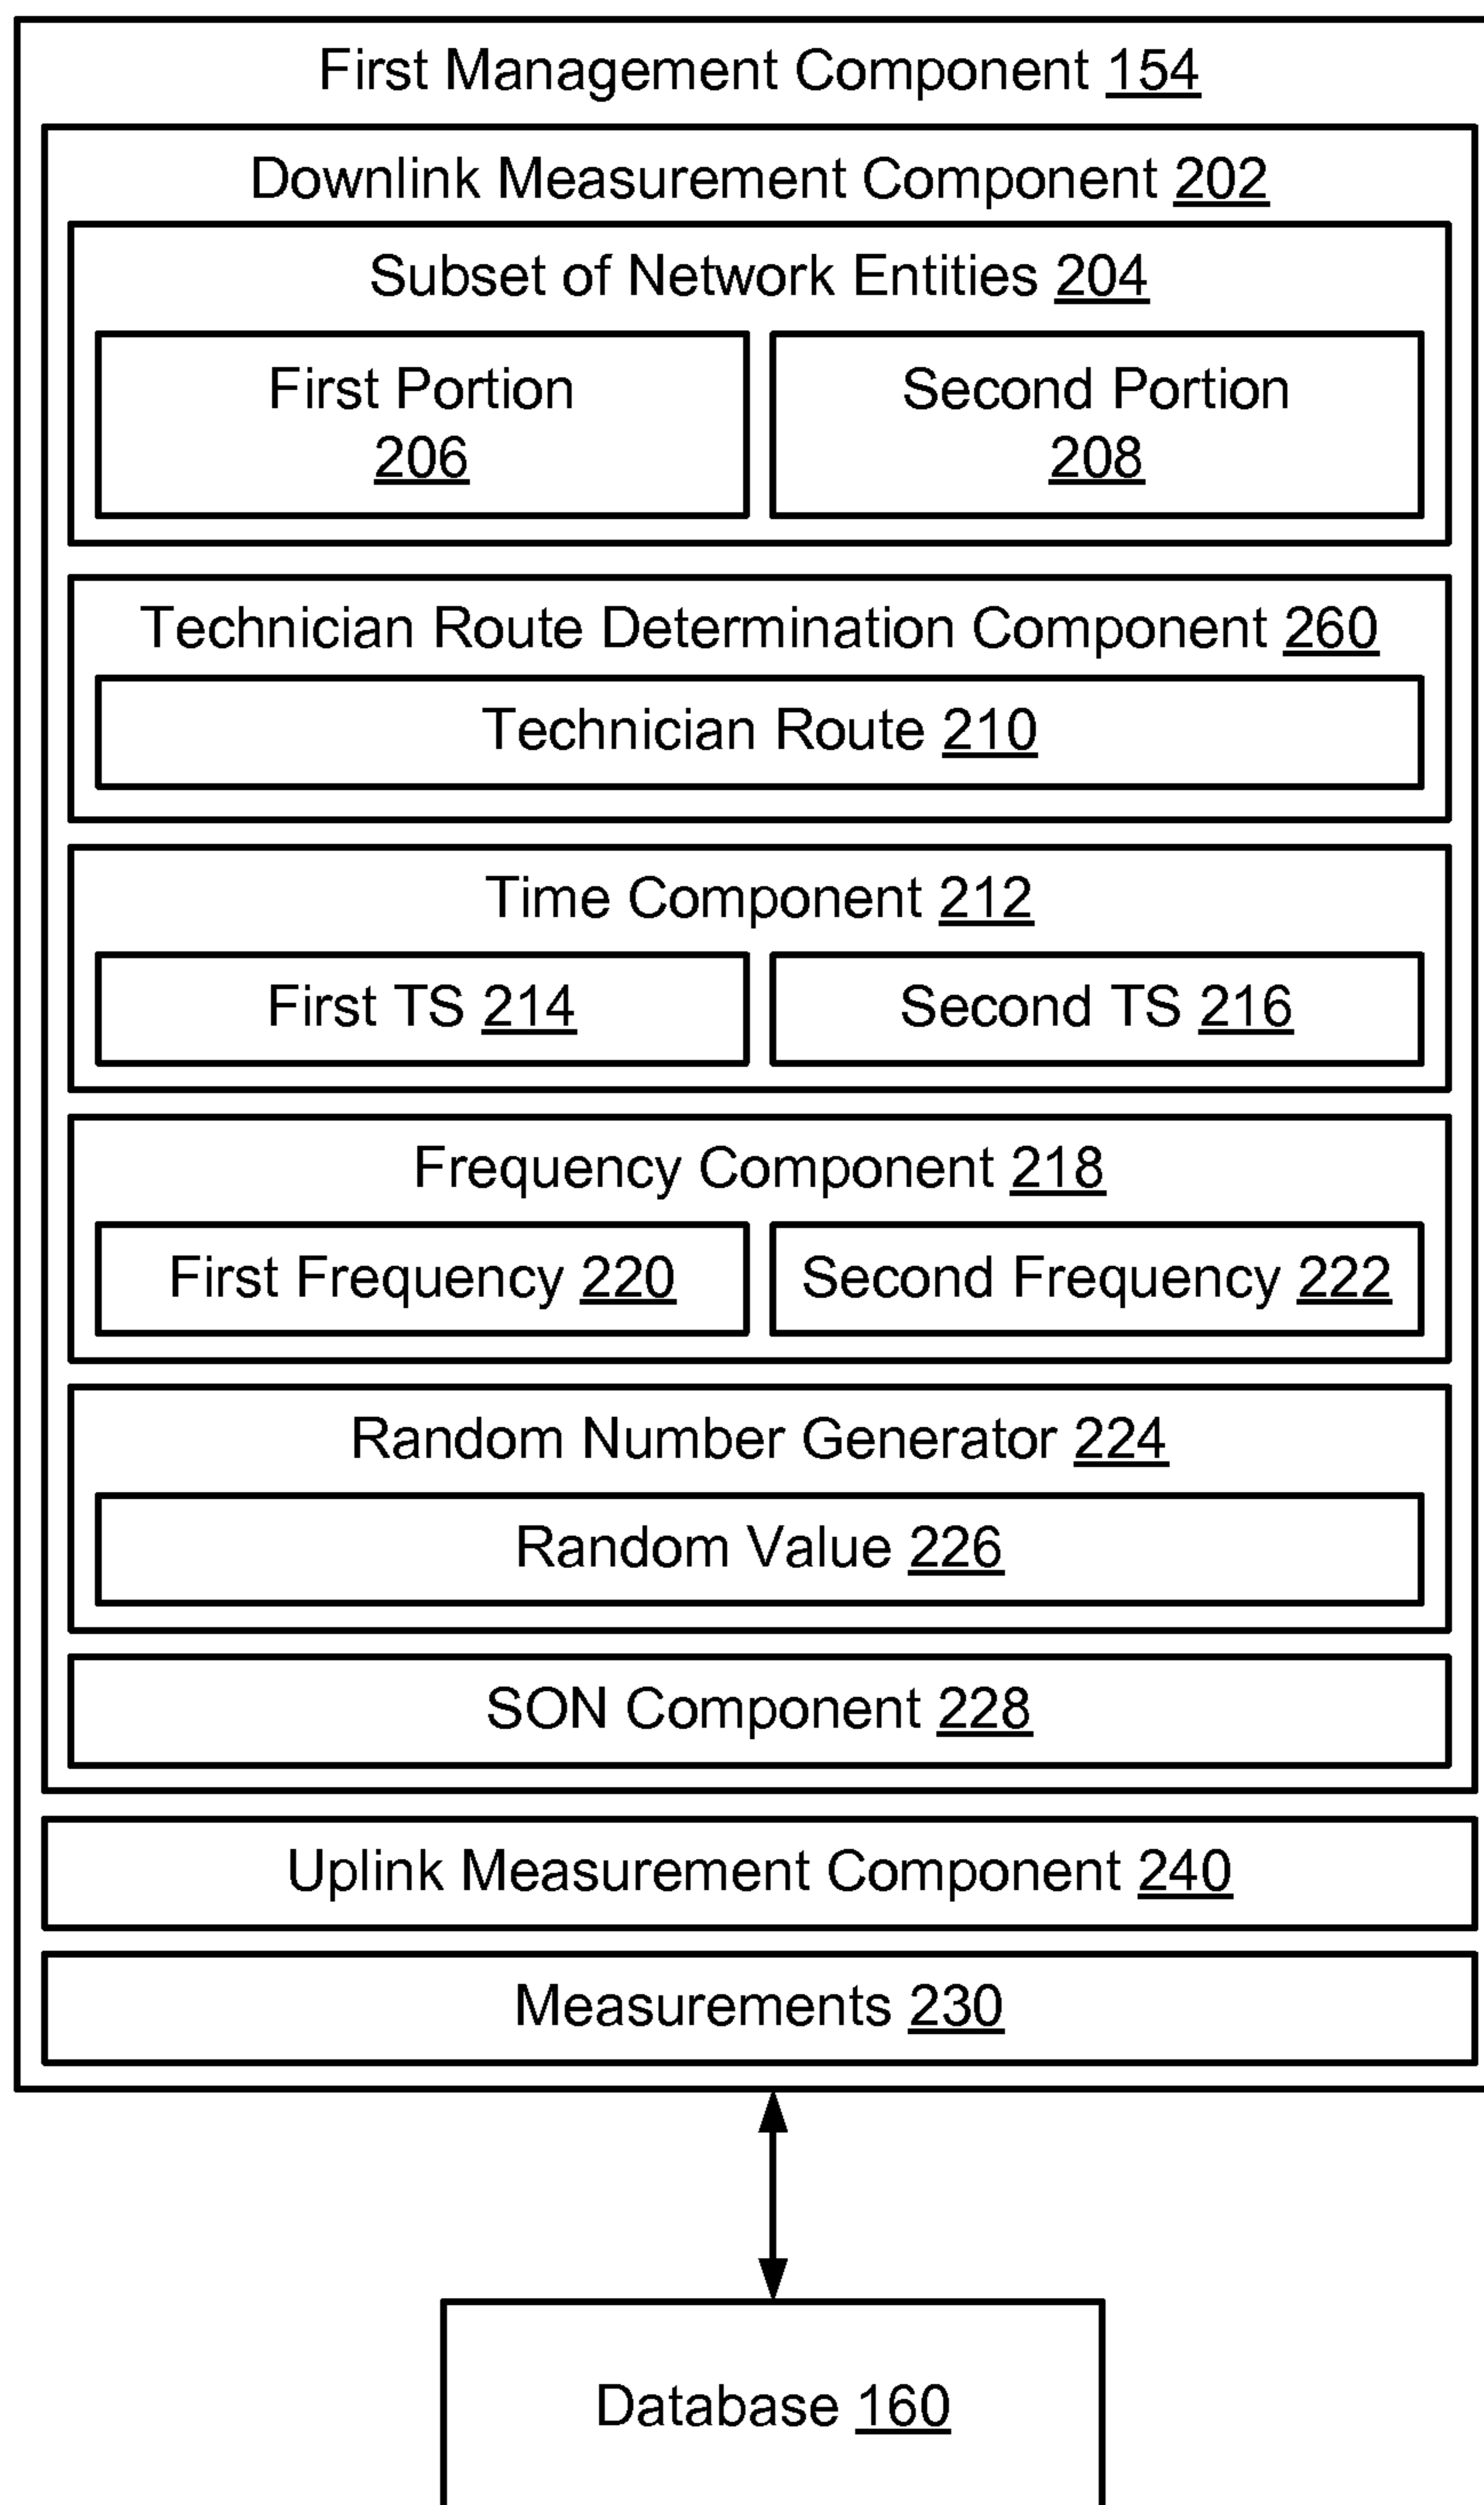 First Management Component 154
Downlink Measurement Component 202
Subset of Network Entities 204
First Portion
206
Second Portion
208
Technician Route Determination Component 260
Technician Route 210
Time Component 212
First TS 214
Second TS 216
Frequency Component 218
First Frequency 220
Second Frequency 222
Random Number Generator 224
Random Value 226
SON Component 228
Uplink Measurement Component 240
Measurements 230
Database 160